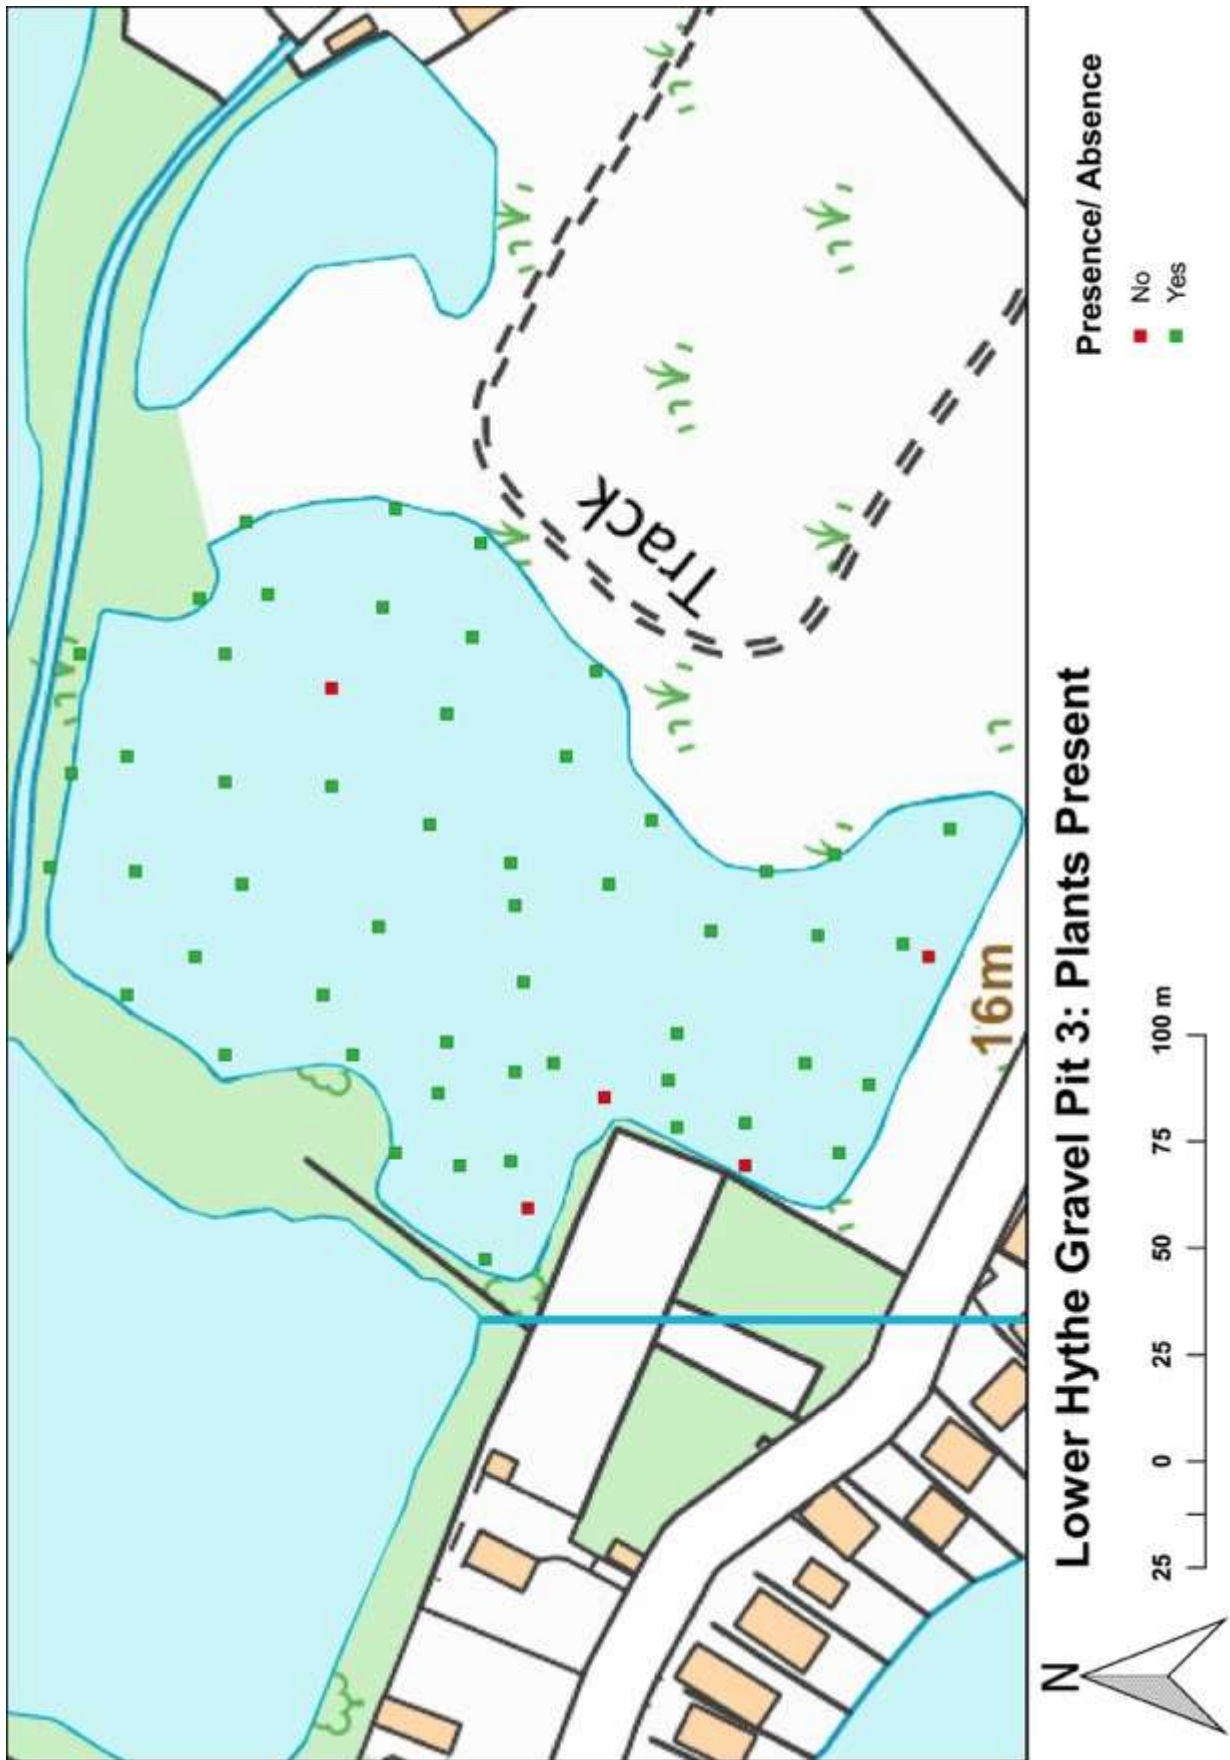 Track
16m
Lower Hythe Gravel Pit 3: Plants Present
Presence/ Absence
No
Yes
N
25 0 25 50 75 100 m